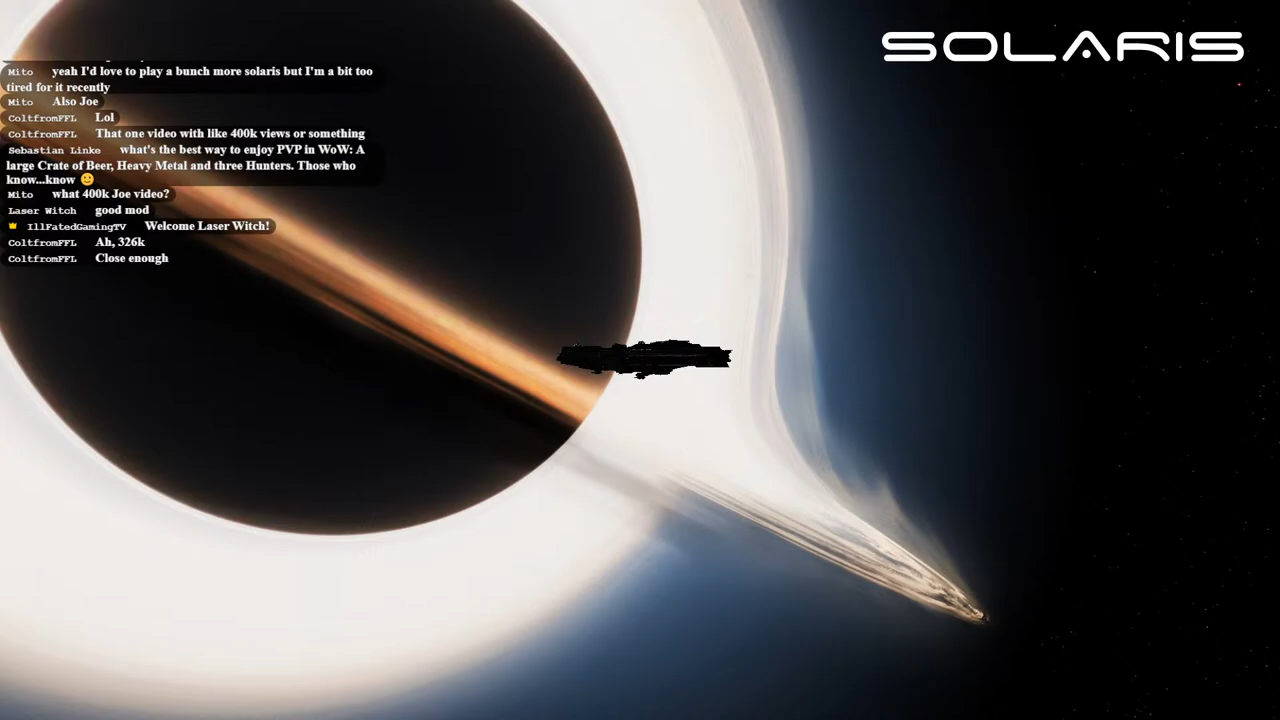 SOLARIS
Mito yeah I'd love to play a bunch more solaris but I'm a bit too
tired for it recently
Mito Also Joe
ColtfromFFL Lol
ColtfromFFL That one video with like 400k views or something
Sebastian Linke what's the best way to enjoy PVP in WoW: A
large Crate of Beer, Heavy Metal and three Hunters. Those who
know...know 🙂
Mito what 400k Joe video?
Laser Witch good mod
IllFatedGamingTV Welcome Laser Witch!
ColtfromFFL Ah, 326k
ColtfromFFL Close enough